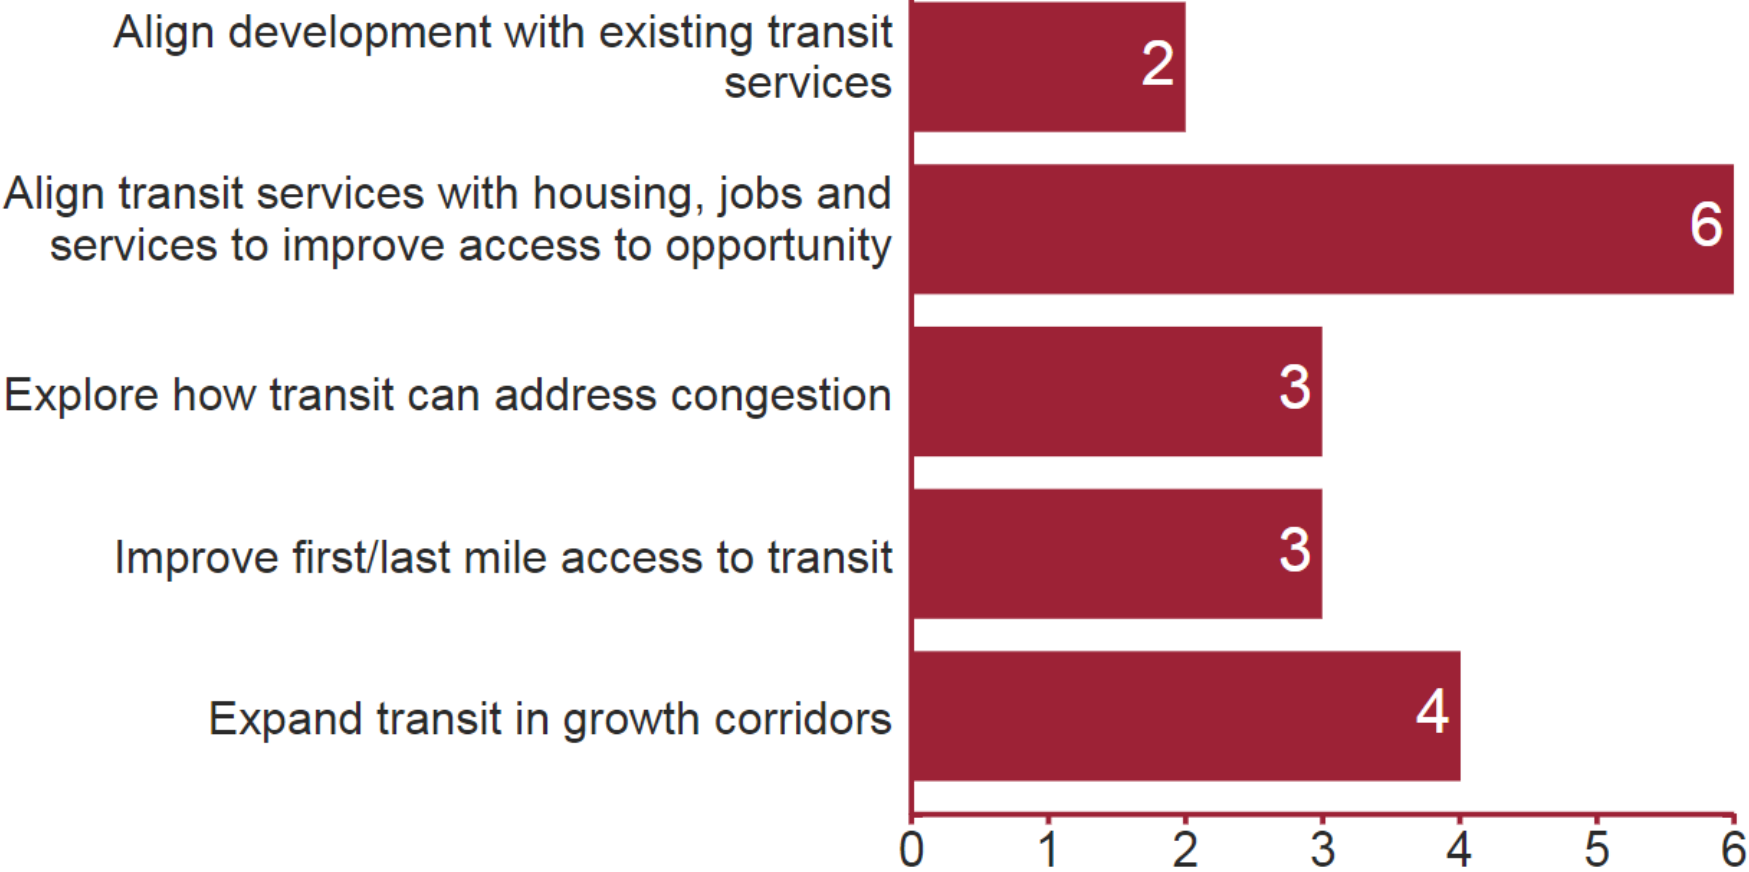 Align development with existing transit
services
2
Align transit services with housing, jobs and
services to improve access to opportunity
6
Explore how transit can address congestion
3
Improve first/last mile access to transit
3
Expand transit in growth corridors
4
0 1 2 3 4 5 6